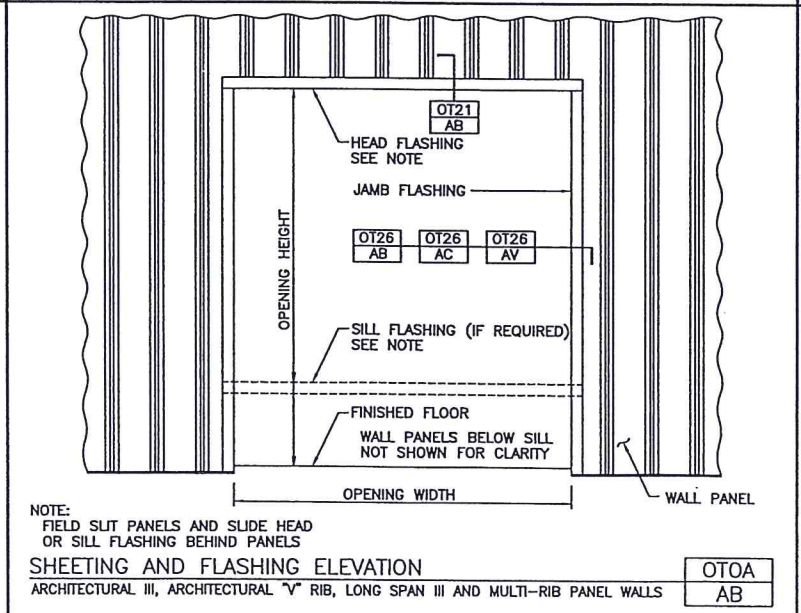 OT21
AB
HEAD FLASHING
SEE NOTE
JAMB FLASHING
OT26 OT26 OT26
AB AC AV
OPENING HEIGHT
SILL FLASHING (IF REQUIRED)
SEE NOTE
FINISHED FLOOR
WALL PANELS BELOW SILL
NOT SHOWN FOR CLARITY
OPENING WIDTH
WALL PANEL
NOTE:
FIELD SLIT PANELS AND SLIDE HEAD
OR SILL FLASHING BEHIND PANELS
SHEETING AND FLASHING ELEVATION
ARCHITECTURAL III, ARCHITECTURAL "V" RIB, LONG SPAN III AND MULTI-RIB PANEL WALLS
OTOA
AB